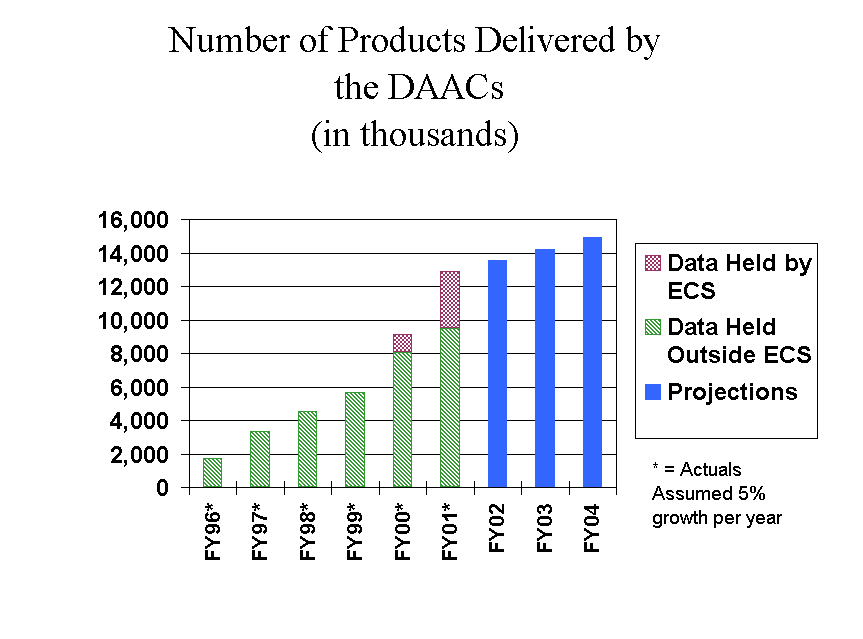 Number of Products Delivered by
the DAACs
(in thousands)
16,000
14,000
12,000
10,000
8,000
6,000
4,000
2,000
0
FY96*
FY97*
FY98*
FY99*
FY00*
FY01*
FY02
FY03
FY04
Data Held by
ECS
Data Held
Outside ECS
Projections
* = Actuals
Assumed 5%
growth per year